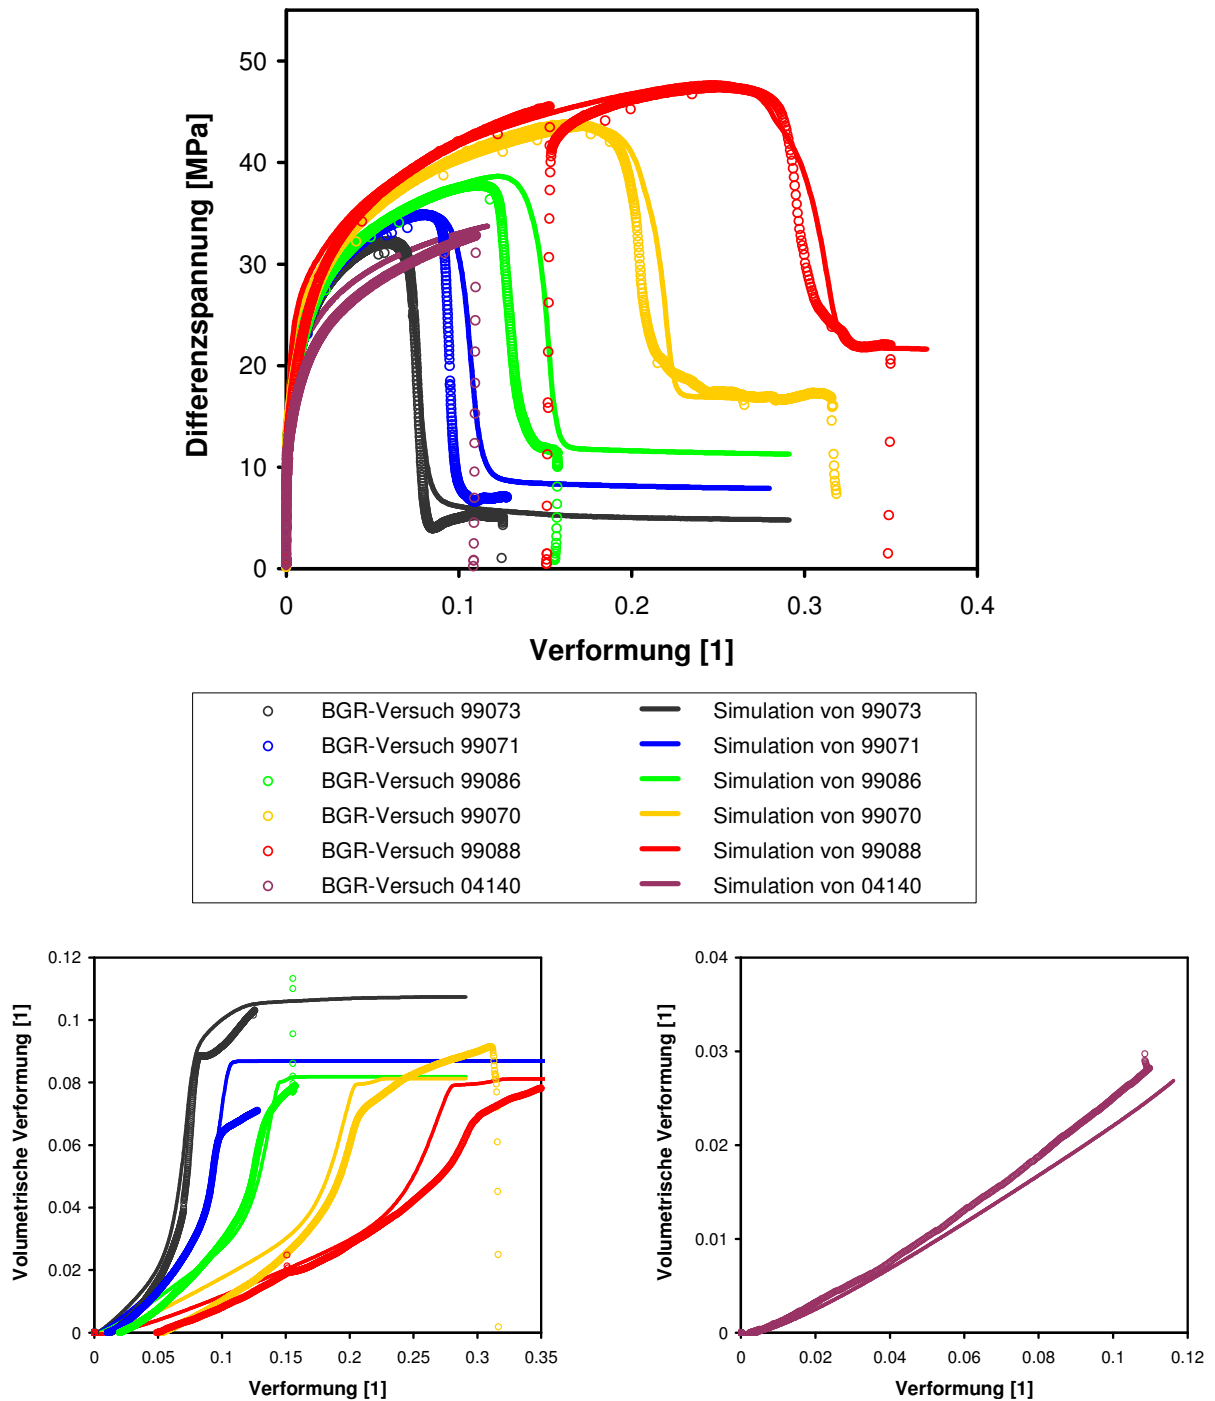 50
40
30
20
10
0
Differenzspannung [MPa]
0 0.1 0.2 0.3 0.4
Verformung [1]
BGR-Versuch 99073 Simulation von 99073
BGR-Versuch 99071 Simulation von 99071
BGR-Versuch 99086 Simulation von 99086
BGR-Versuch 99070 Simulation von 99070
BGR-Versuch 99088 Simulation von 99088
BGR-Versuch 04140 Simulation von 04140
0.12
0.1
0.08
0.06
0.04
0.02
0
Volumetrische Verformung [1]
0 0.05 0.1 0.15 0.2 0.25 0.3 0.35
Verformung [1]
0.04
0.03
0.02
0.01
0
Volumetrische Verformung [1]
0 0.02 0.04 0.06 0.08 0.1 0.12
Verformung [1]